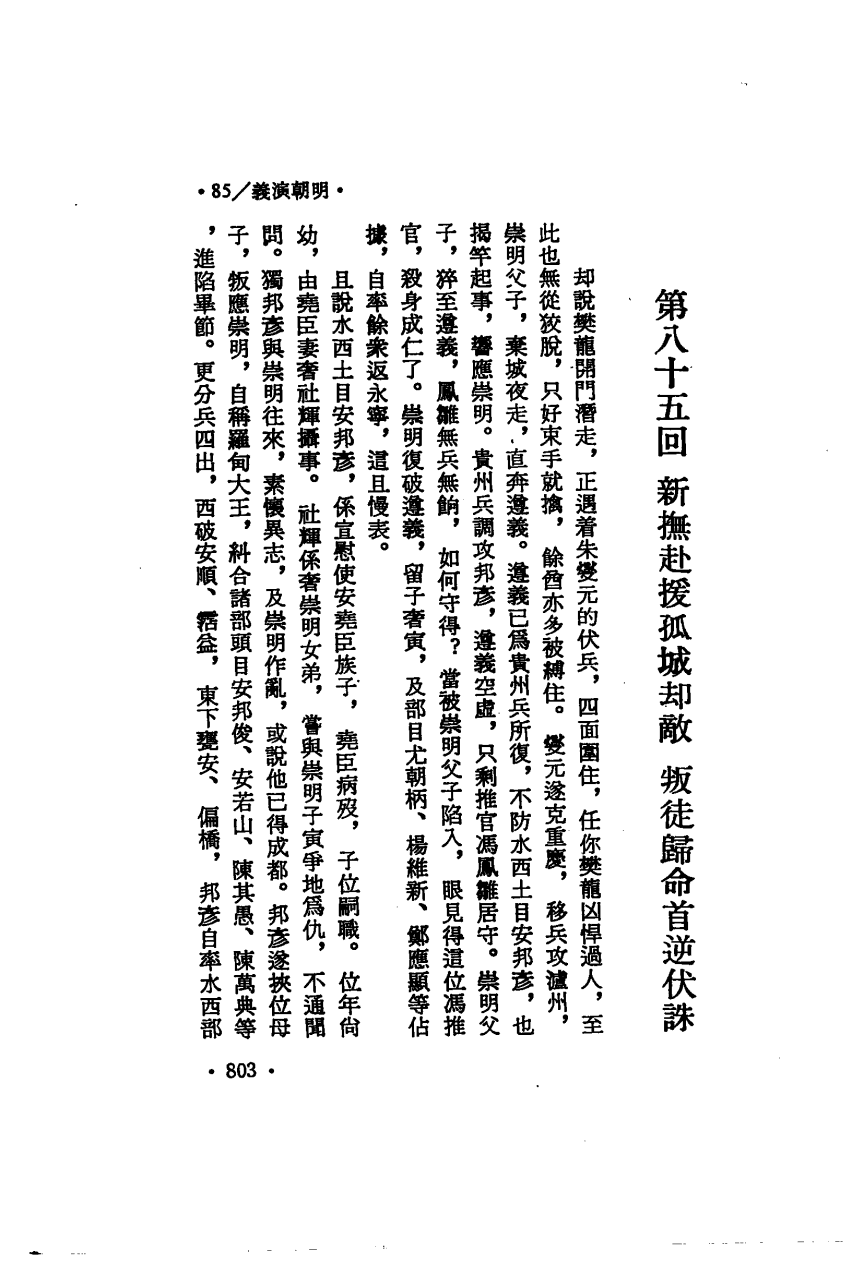 ·明朝演義/85·
第八十五回 新撫赴援孤城却敵 叛徒歸命首逆伏誅
却說樊龍開門潛走，正遇着朱燮元的伏兵，四面圍住，任你樊龍凶悍過人，至
此也無從狡脫，只好束手就擒，餘酋亦多被縛住。燮元遂克重慶，移兵攻瀘州，
崇明父子，棄城夜走，直奔遵義。遵義已爲貴州兵所復，不防水西土目安邦彥，也
揭竿起事，響應崇明。貴州兵調攻邦彥，遵義空虛，只剩推官馮鳳雛居守。崇明父
子，猝至遵義，鳳雛無兵無餉，如何守得？當被崇明父子陷入，眼見得這位馮推
官，殺身成仁了。崇明復破遵義，留子奢寅，及部目尤朝柄、楊維新、鄭應顯等佔
據，自率餘衆返永寧，這且慢表。
且說水西土目安邦彥，係宣慰使安堯臣族子，堯臣病歿，子位嗣職。位年尙
幼，由堯臣妻奢社輝攝事。社輝係奢崇明女弟，嘗與崇明子寅爭地爲仇，不通聞
問。獨邦彥與崇明往來，素懷異志，及崇明作亂，或說他已得成都。邦彥遂挾位母
子，叛應崇明，自稱羅甸大王，糾合諸部頭目安邦俊、安若山、陳其愚、陳萬典等
，進陷畢節。更分兵四出，西破安順、霑益，東下甕安、偏橋，邦彥自率水西部
·803·